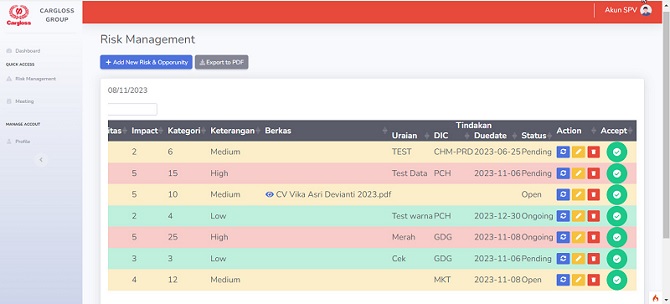 CARGLOSS GROUP
Cargloss
Akun SPV
Dashboard
QUICK ACCESS
Risk Management
Meeting
MANAGE ACCOUT
Profile
Risk Management
+ Add New Risk & Opporunity
Export to PDF
08/11/2023
Tindakan
itas Impact Kategori Keterangan Berkas Uraian DIC Duedate Status Action Accept
2 6 Medium TEST CHM-PRD 2023-06-25 Pending
5 15 High Test Data PCH 2023-11-06 Pending
5 10 Medium CV Vika Asri Devianti 2023.pdf Open
2 4 Low Test warna PCH 2023-12-30 Ongoing
5 25 High Merah GDG 2023-11-08 Ongoing
3 3 Low Cek GDG 2023-11-06 Pending
4 12 Medium MKT 2023-11-08 Open